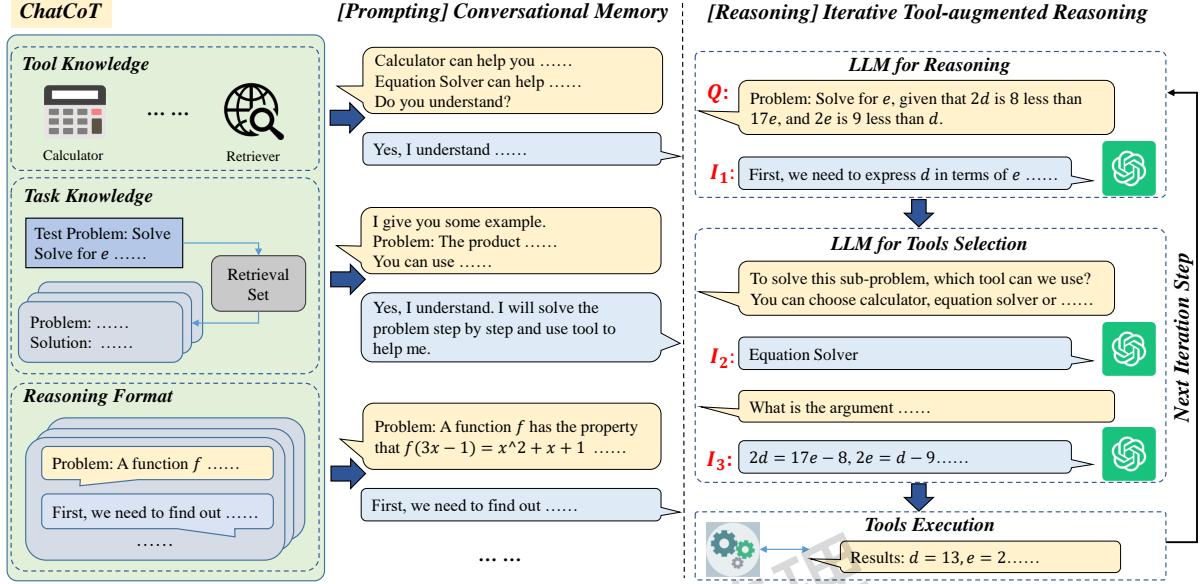 ChatCoT
[Prompting] Conversational Memory
[Reasoning] Iterative Tool-augmented Reasoning
Tool Knowledge
... ...
Calculator
Retriever
Task Knowledge
Test Problem: Solve
Solve for e ……
Retrieval
Set
Problem: ……
Solution: ……
Reasoning Format
Problem: A function f ……
First, we need to find out ……
……
Calculator can help you ……
Equation Solver can help ……
Do you understand?
Yes, I understand ……
I give you some example.
Problem: The product ……
You can use ……
Yes, I understand. I will solve the
problem step by step and use tool to
help me.
Problem: A function f has the property
that f(3x − 1) = x^2 + x + 1 ……
First, we need to find out ……
... ...
LLM for Reasoning
Q:
Problem: Solve for e, given that 2d is 8 less than
17e, and 2e is 9 less than d.
I₁:
First, we need to express d in terms of e ……
LLM for Tools Selection
To solve this sub-problem, which tool can we use?
You can choose calculator, equation solver or ……
I₂:
Equation Solver
What is the argument ……
I₃:
2d = 17e − 8, 2e = d − 9……
Tools Execution
Results: d = 13, e = 2……
Next Iteration Step